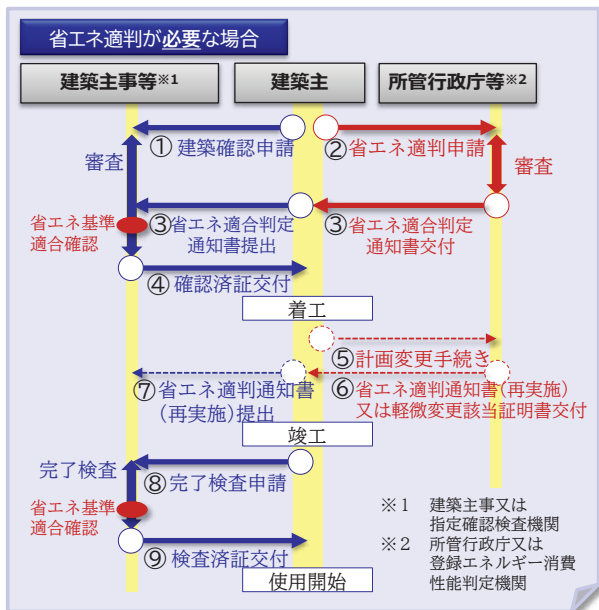 省エネ適判が必要な場合
建築主事等※1
建築主
所管行政庁等※2
①建築確認申請
②省エネ適判申請
審査
審査
省エネ基準
適合確認
③省エネ適合判定
通知書提出
③省エネ適合判定
通知書交付
④確認済証交付
着工
⑤計画変更手続き
⑦省エネ適判通知書
(再実施)提出
⑥省エネ適判通知書(再実施)
又は軽微変更該当証明書交付
竣工
完了検査
⑧完了検査申請
省エネ基準
適合確認
⑨検査済証交付
使用開始
※1 建築主事又は
指定確認検査機関
※2 所管行政庁又は
登録エネルギー消費
性能判定機関